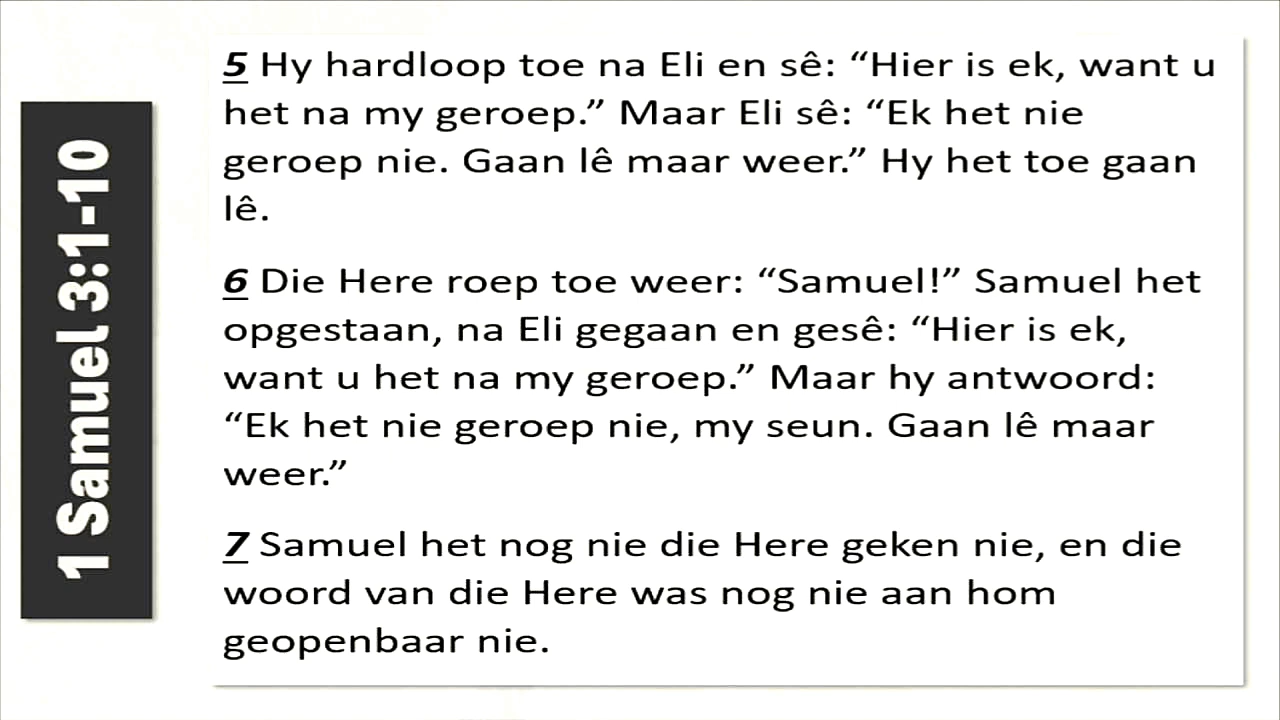 1 Samuel 3:1-10
5 Hy hardloop toe na Eli en sê: “Hier is ek, want u
het na my geroep.” Maar Eli sê: “Ek het nie
geroep nie. Gaan lê maar weer.” Hy het toe gaan
lê.
6 Die Here roep toe weer: “Samuel!” Samuel het
opgestaan, na Eli gegaan en gesê: “Hier is ek,
want u het na my geroep.” Maar hy antwoord:
“Ek het nie geroep nie, my seun. Gaan lê maar
weer.”
7 Samuel het nog nie die Here geken nie, en die
woord van die Here was nog nie aan hom
geopenbaar nie.